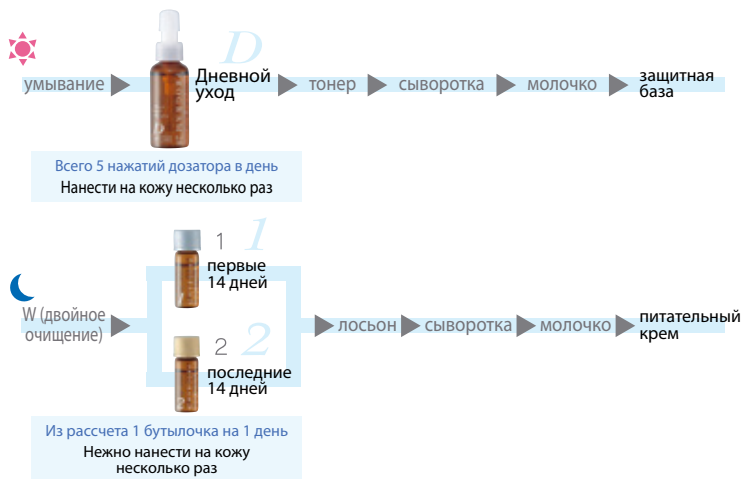 D
умывание
Дневной
уход
тонер
сыворотка
молочко
защитная
база
Всего 5 нажатий дозатора в день
Нанести на кожу несколько раз
1 1
первые
14 дней
W (двойное
очищение)
2 2
последние
14 дней
лосьон
сыворотка
молочко
питательный
крем
Из рассчета 1 бутылочка на 1 день
Нежно нанести на кожу
несколько раз